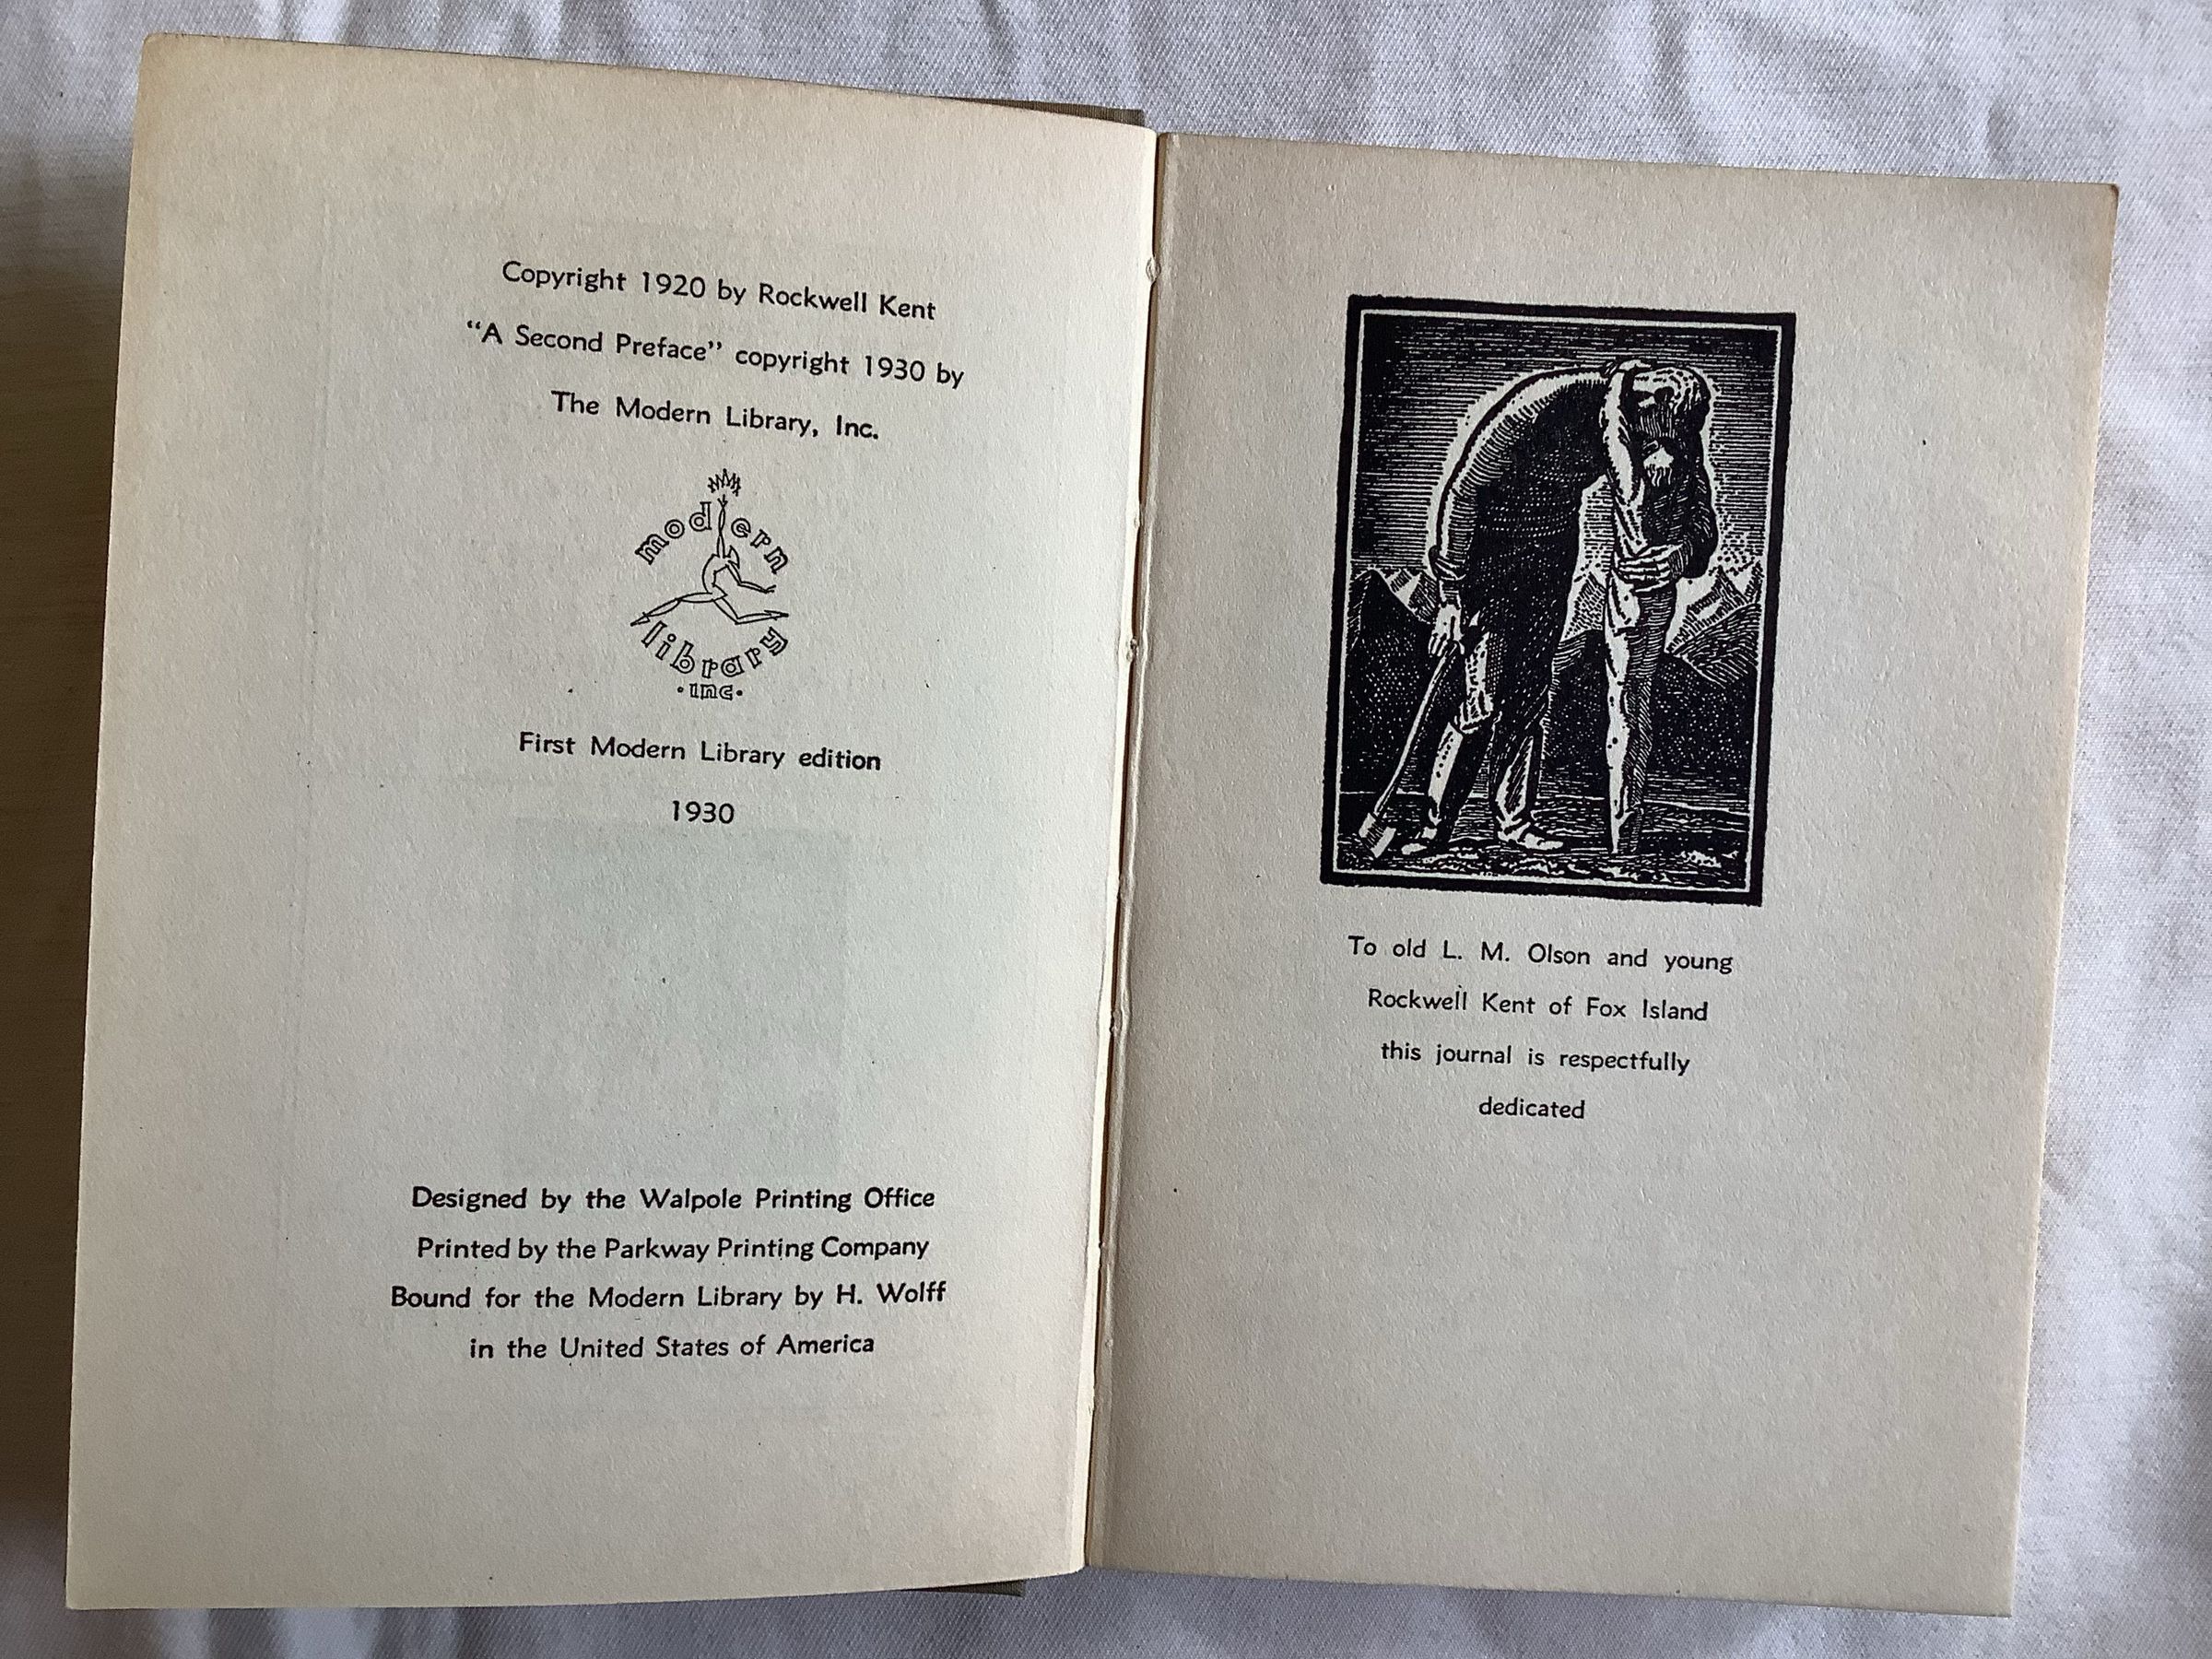 Copyright 1920 by Rockwell Kent
“A Second Preface” copyright 1930 by
The Modern Library, Inc.
modern
library
·inc·
First Modern Library edition
1930
Designed by the Walpole Printing Office
Printed by the Parkway Printing Company
Bound for the Modern Library by H. Wolff
in the United States of America
To old L. M. Olson and young
Rockwell Kent of Fox Island
this journal is respectfully
dedicated